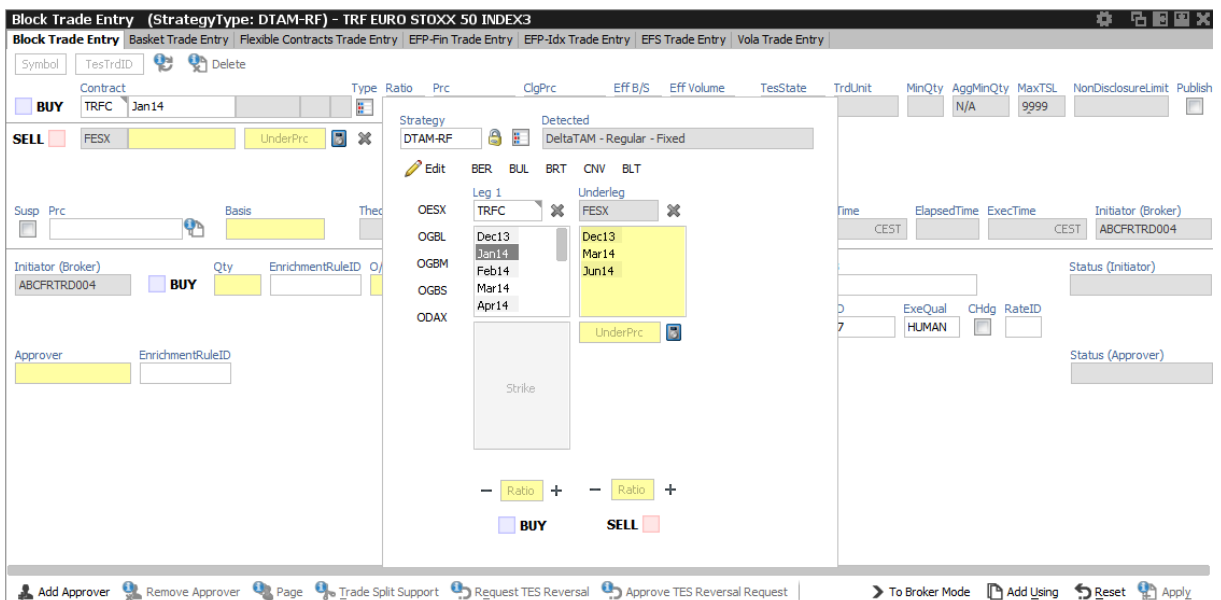 Block Trade Entry (StrategyType: DTAM-RF) - TRF EURO STOXX 50 INDEX3
Block Trade Entry Basket Trade Entry Flexible Contracts Trade Entry EFP-Fin Trade Entry EFP-Idx Trade Entry EFS Trade Entry Vola Trade Entry
Symbol TesTrdID Delete
Contract Type Ratio Prc ClgPrc Eff B/S Eff Volume TesState TrdUnit MinQty AggMinQty MaxTSL NonDisclosureLimit Publish
BUY TRFC Jan14 N/A 9999
SELL FESX UnderPrc
Strategy Detected
DTAM-RF DeltaTAM - Regular - Fixed
Edit BER BUL BRT CNV BLT
Leg 1 Underleg
OESX TRFC FESX
OGBL Dec13 Dec13
Jan14 Mar14
OGBM Feb14 Jun14
OGBS Mar14
Apr14
ODAX
UnderPrc
Strike
Ratio Ratio
BUY SELL
Susp Prc Basis Theo
Time ElapsedTime ExecTime Initiator (Broker)
CEST CEST ABCFRTRD004
Initiator (Broker) Qty EnrichmentRuleID O/
ABCFRTRD004 BUY
Status (Initiator)
ExeQual CHdg RateID
7 HUMAN
Approver EnrichmentRuleID
Status (Approver)
Add Approver Remove Approver Page Trade Split Support Request TES Reversal Approve TES Reversal Request To Broker Mode Add Using Reset Apply